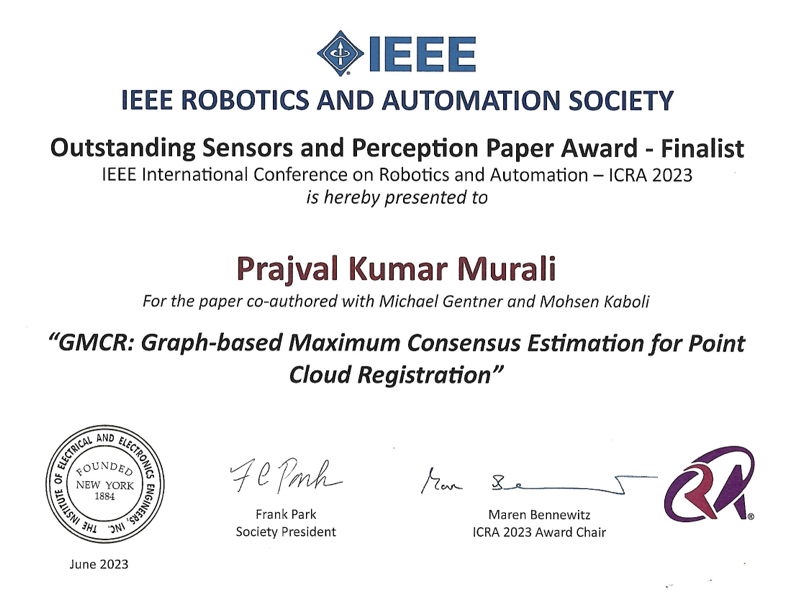 IEEE
IEEE ROBOTICS AND AUTOMATION SOCIETY
Outstanding Sensors and Perception Paper Award - Finalist
IEEE International Conference on Robotics and Automation – ICRA 2023
is hereby presented to
Prajval Kumar Murali
For the paper co-authored with Michael Gentner and Mohsen Kaboli
“GMCR: Graph-based Maximum Consensus Estimation for Point
Cloud Registration”
THE INSTITUTE OF ELECTRICAL AND ELECTRONICS ENGINEERS, INC.
FOUNDED
NEW YORK
1884
June 2023
F C Park
Frank Park
Society President
Maren Bennewitz
ICRA 2023 Award Chair
RA
®